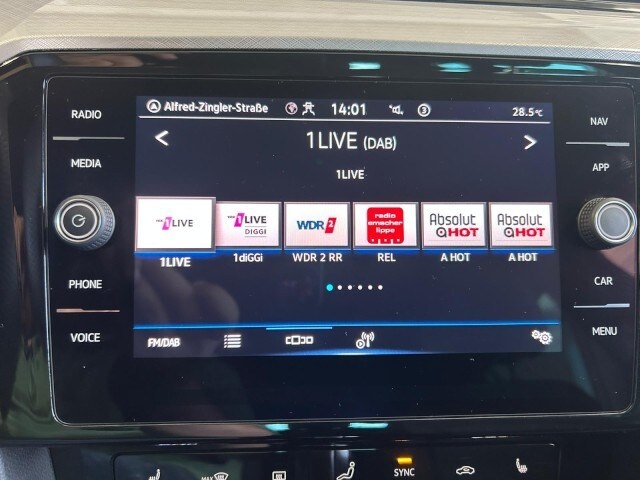 RADIO
MEDIA
PHONE
VOICE
Alfred-Zingler-Straße 14:01 3 28.5°C
< 1LIVE (DAB) >
1LIVE
1LIVE
1LIVE DIGGI
WDR 2
radio emscher lippe
Absolut HOT
Absolut HOT
1LIVE 1diGGi WDR 2 RR REL A HOT A HOT
FM/DAB
NAV
APP
CAR
MENU
MAX
SYNC